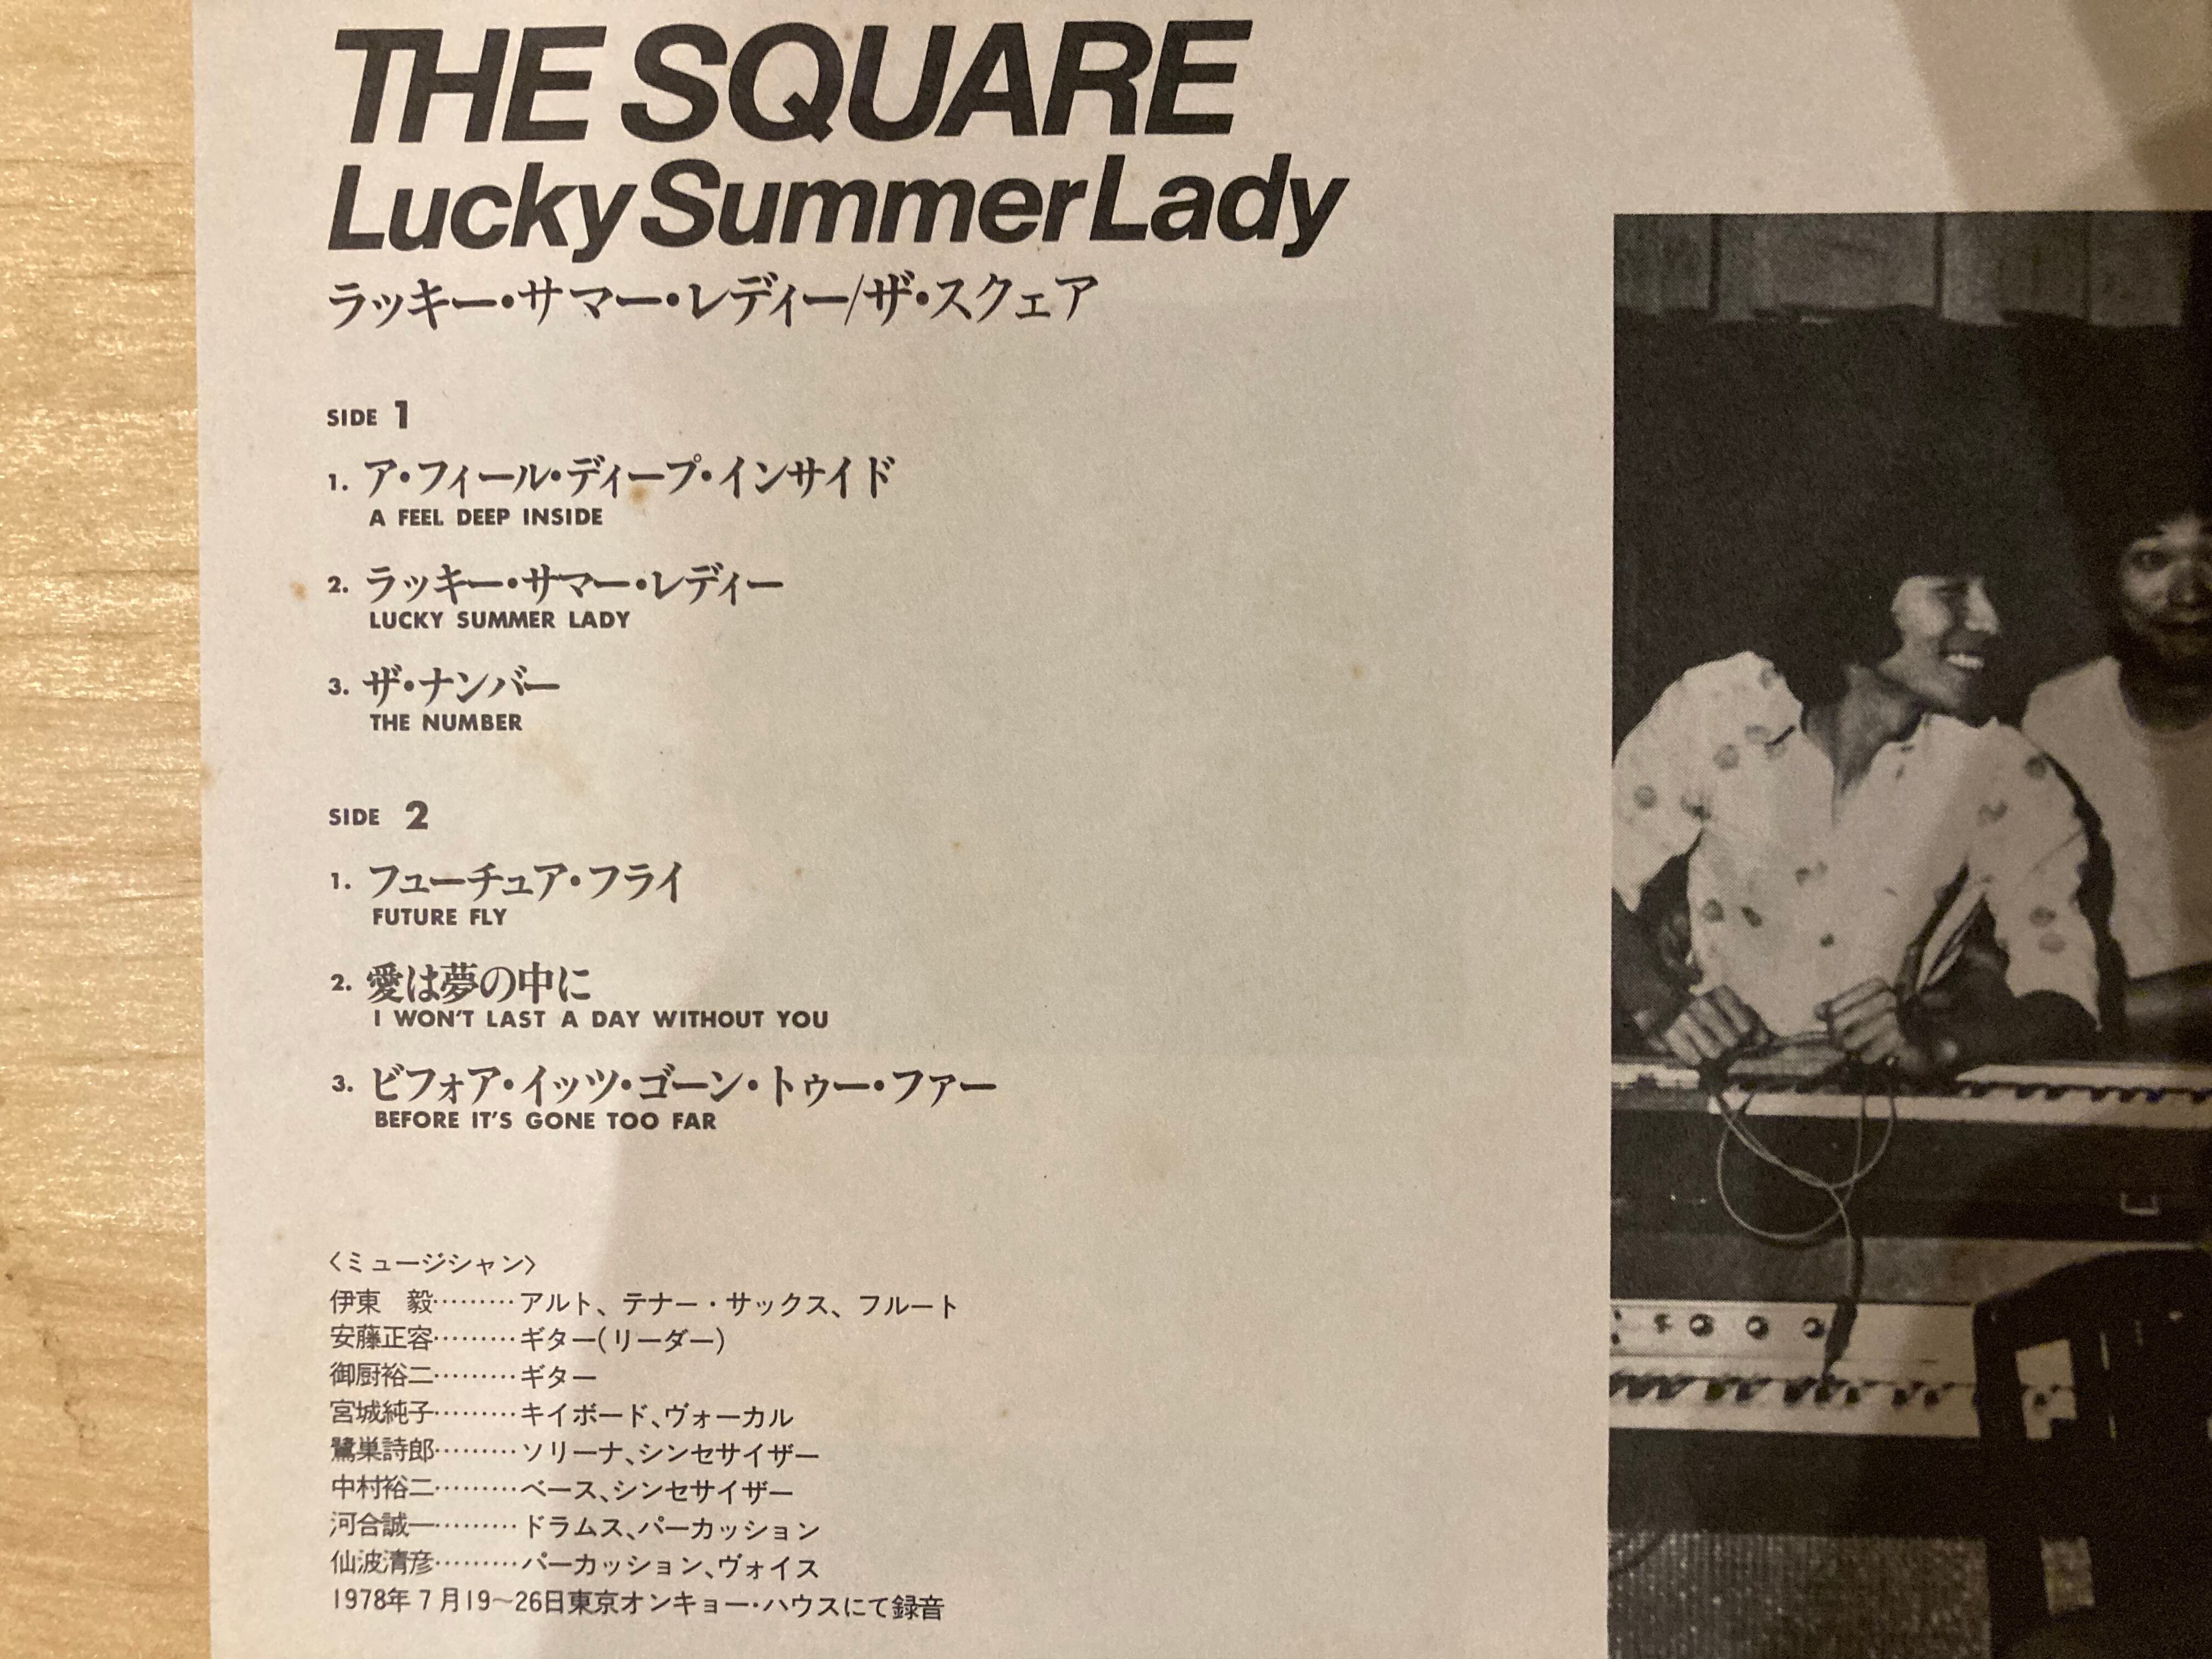 THE SQUARE
Lucky Summer Lady
ラッキー・サマー・レディー/ザ・スクェア
SIDE 1
1. ア・フィール・ディープ・インサイド
A FEEL DEEP INSIDE
2. ラッキー・サマー・レディー
LUCKY SUMMER LADY
3. ザ・ナンバー
THE NUMBER
SIDE 2
1. フューチュア・フライ
FUTURE FLY
2. 愛は夢の中に
I WON'T LAST A DAY WITHOUT YOU
3. ビフォア・イッツ・ゴーン・トゥー・ファー
BEFORE IT'S GONE TOO FAR
〈ミュージシャン〉
伊東 毅………アルト、テナー・サックス、フルート
安藤正容………ギター(リーダー)
御厨裕二………ギター
宮城純子………キイボード、ヴォーカル
鷺巣詩郎………ソリーナ、シンセサイザー
中村裕二………ベース、シンセサイザー
河合誠一………ドラムス、パーカッション
仙波清彦………パーカッション、ヴォイス
1978年7月19〜26日東京オンキョー・ハウスにて録音